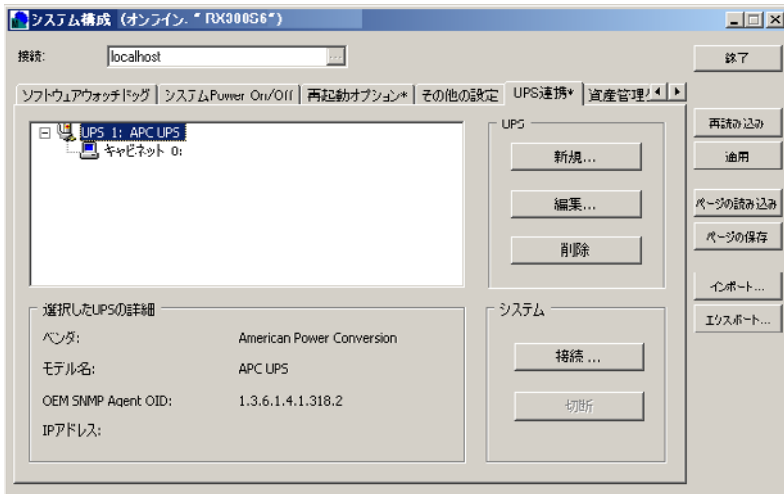 システム構成 (オンライン. " RX300S6")
接続:
localhost
...
終了
ソフトウェアウォッチドッグ
システムPower On/Off
再起動オプション*
その他の設定
UPS連携*
資産管理
UPS 1: APC UPS
キャビネット 0:
UPS
新規...
編集...
削除
再読み込み
適用
ページの読み込み
ページの保存
インポート...
エクスポート...
選択したUPSの詳細
ベンダ:
American Power Conversion
モデル名:
APC UPS
OEM SNMP Agent OID:
1.3.6.1.4.1.318.2
IPアドレス:
システム
接続 ...
切断